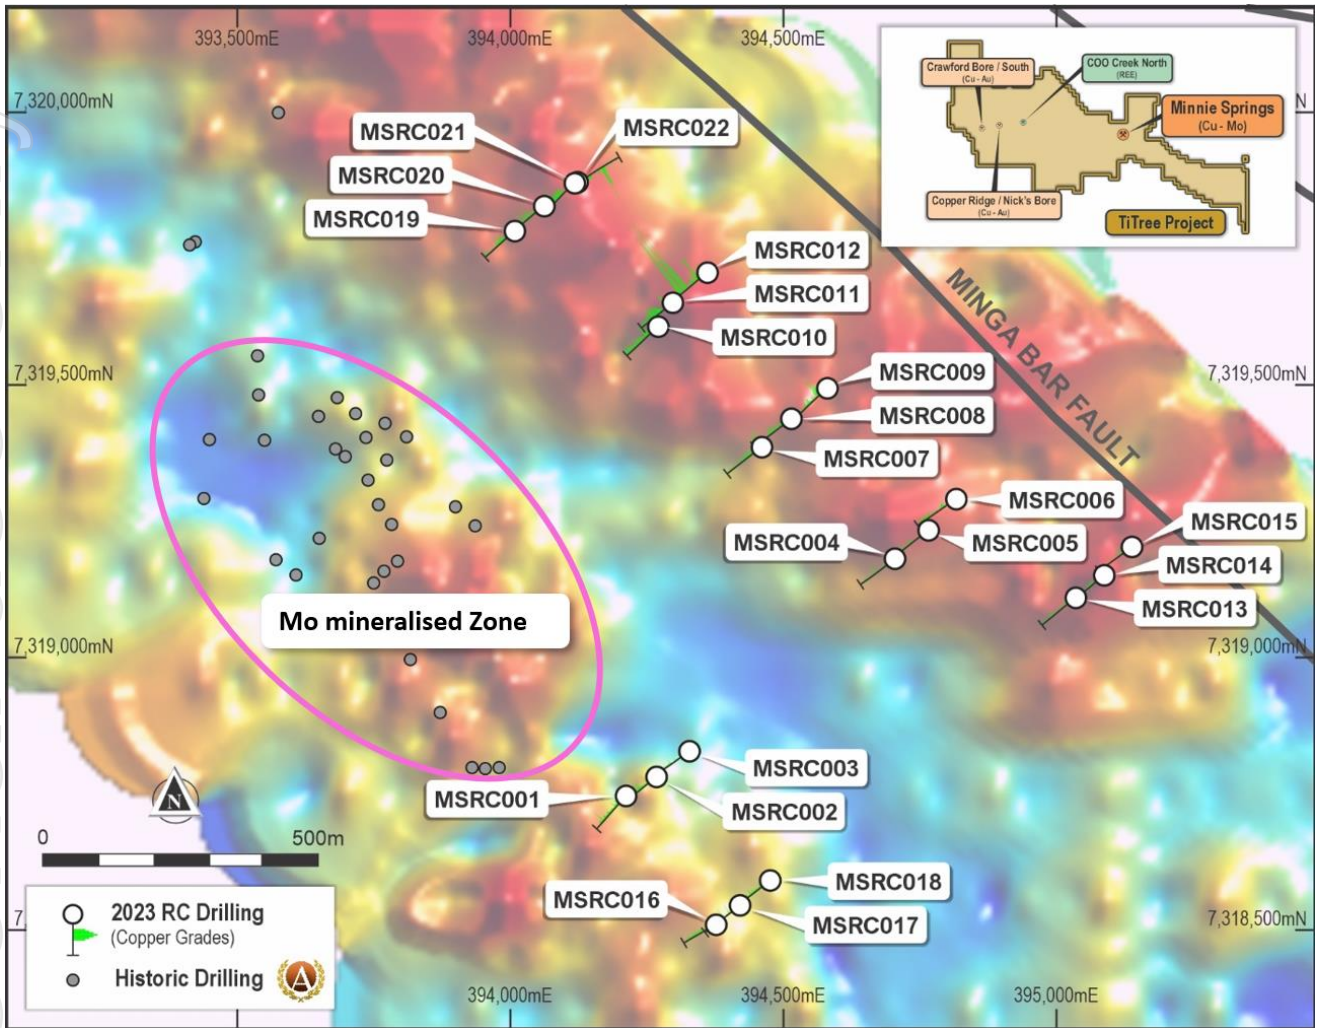 393,500mE
394,000mE
394,500mE
7,320,000mN
N
MSRC021
MSRC022
MSRC020
MSRC019
Crawford Bore / South
(Cu - Au)
COO Creek North
(REE)
Minnie Springs
(Cu - Mo)
Copper Ridge / Nick's Bore
(Cu - Au)
TiTree Project
MSRC012
MSRC011
MSRC010
MINGA BAR FAULT
7,319,500mN
7,319,500mN
MSRC009
MSRC008
MSRC007
MSRC006
MSRC004
MSRC005
MSRC015
MSRC014
MSRC013
Mo mineralised Zone
7,319,000mN
7,319,000mN
MSRC003
MSRC001
MSRC002
N
0
500m
MSRC018
MSRC016
MSRC017
7,318,500mN
7,
2023 RC Drilling
(Copper Grades)
Historic Drilling
A
394,000mE
394,500mE
395,000mE